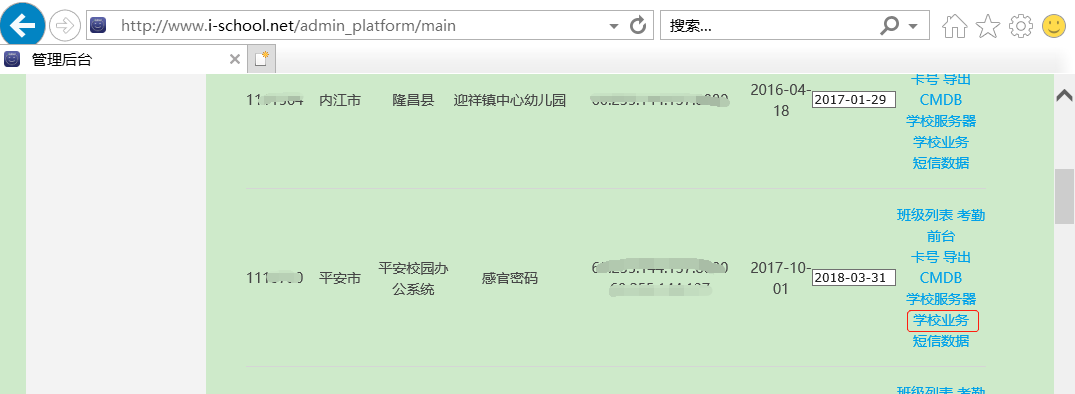 http://www.i-school.net/admin_platform/main
搜索...
管理后台
内江市 隆昌县 迎祥镇中心幼儿园
2016-04-
18
2017-01-29
卡号 导出
CMDB
学校服务器
学校业务
短信数据
平安市
平安校园办
公系统
感官密码
2017-10-
01
2018-03-31
班级列表 考勤
前台
卡号 导出
CMDB
学校服务器
学校业务
短信数据
班级列表 考勤